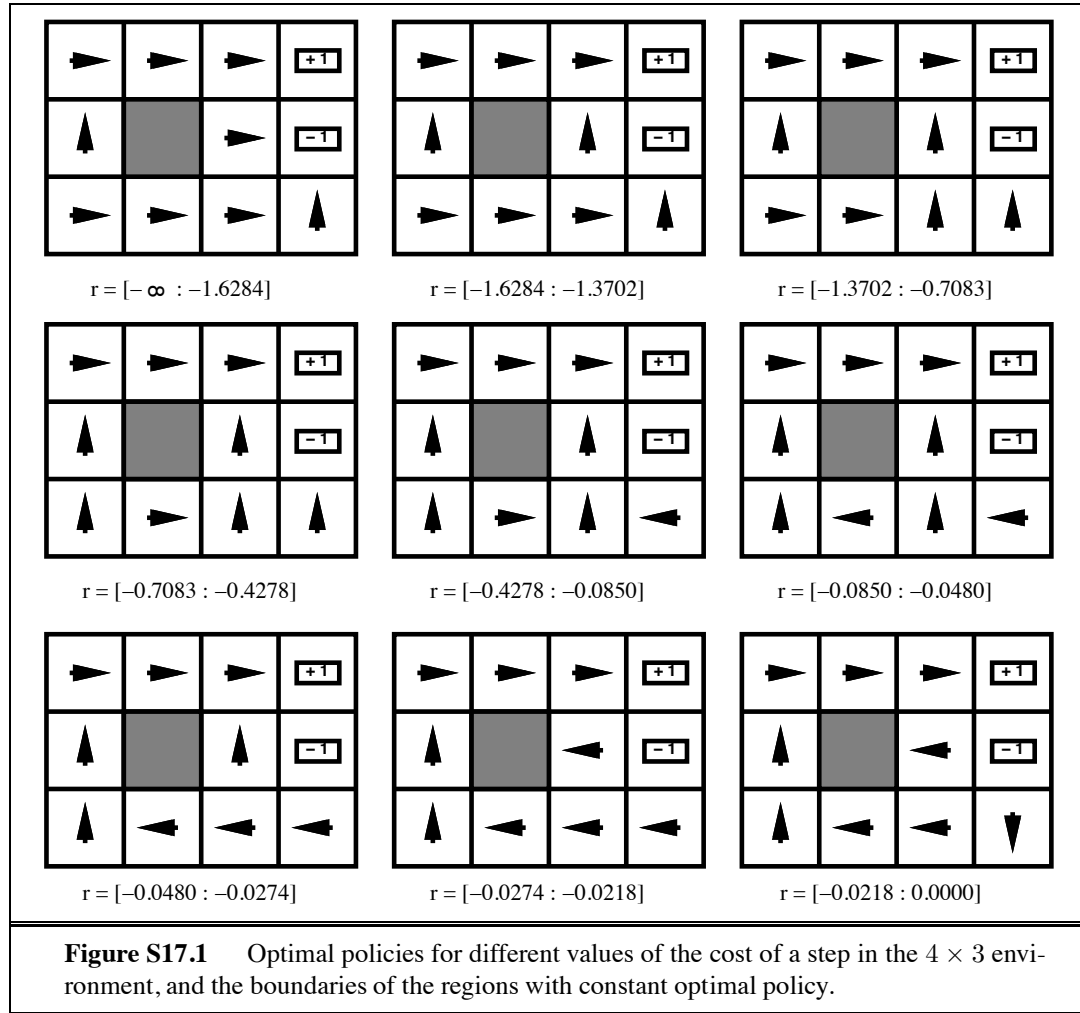 +1 +1 +1
-1 -1 -1
r = [– ∞ : –1.6284] r = [–1.6284 : –1.3702] r = [–1.3702 : –0.7083]
+1 +1 +1
-1 -1 -1
r = [–0.7083 : –0.4278] r = [–0.4278 : –0.0850] r = [–0.0850 : –0.0480]
+1 +1 +1
-1 -1 -1
r = [–0.0480 : –0.0274] r = [–0.0274 : –0.0218] r = [–0.0218 : 0.0000]
Figure S17.1 Optimal policies for different values of the cost of a step in the 4 × 3 envi-
ronment, and the boundaries of the regions with constant optimal policy.